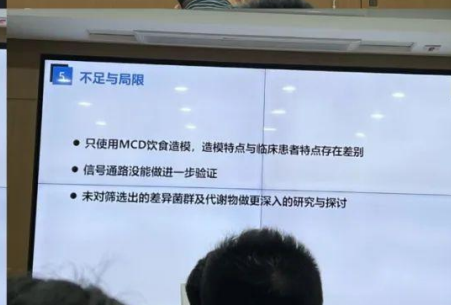 5 不足与局限
● 只使用MCD饮食造模，造模特点与临床患者特点存在差别
● 信号通路没能做进一步验证
● 未对筛选出的差异菌群及代谢物做更深入的研究与探讨